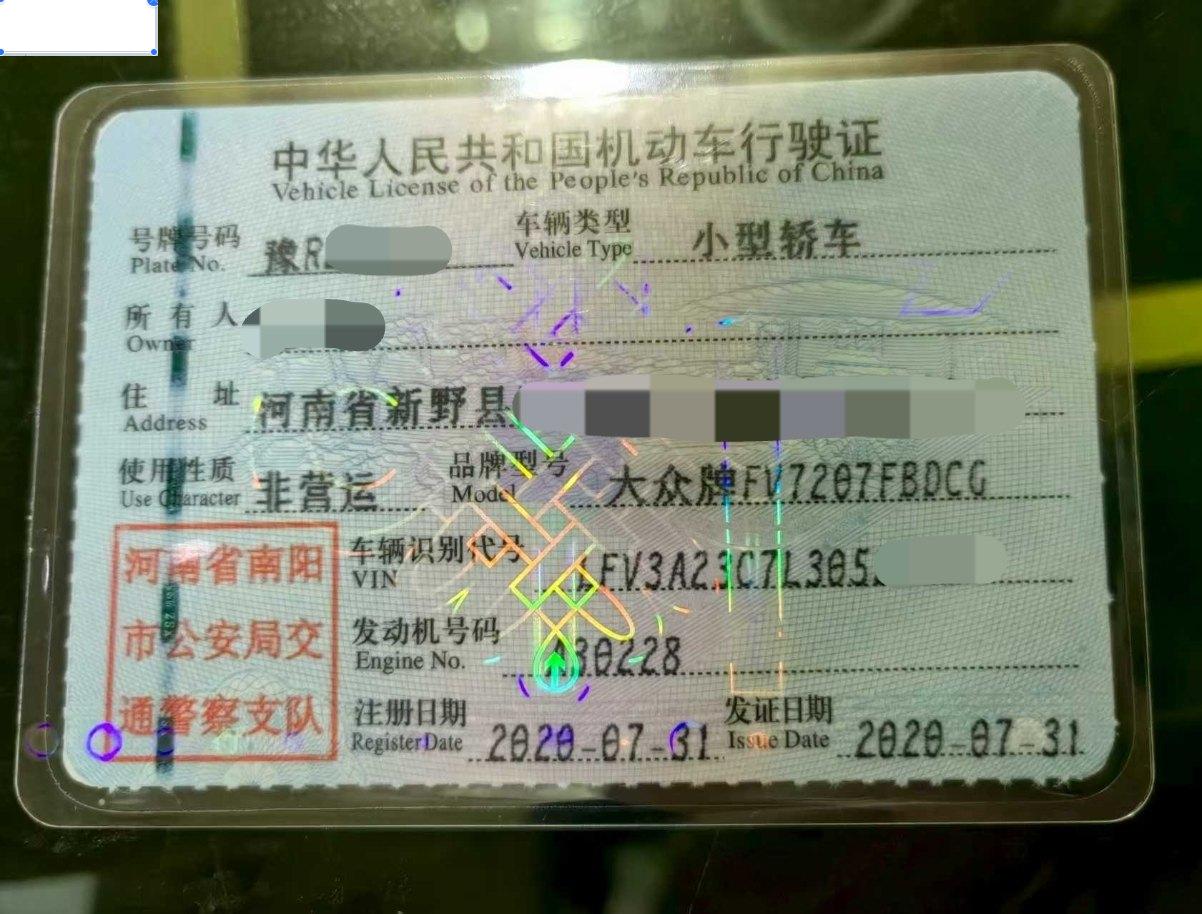 中华人民共和国机动车行驶证
Vehicle License of the People's Republic of China
号牌号码 豫R 车辆类型 小型轿车
Plate No. Vehicle Type
所有人
Owner
住址 河南省新野县
Address
使用性质 非营运 品牌型号 大众牌FV7207FBDCG
Use Character Model
河南省南阳
市公安局交
通警察支队
车辆识别代号 LFV3A23C7L305
VIN
发动机号码 A30228
Engine No.
注册日期 2020-07-31 发证日期 2020-07-31
Register Date Issue Date